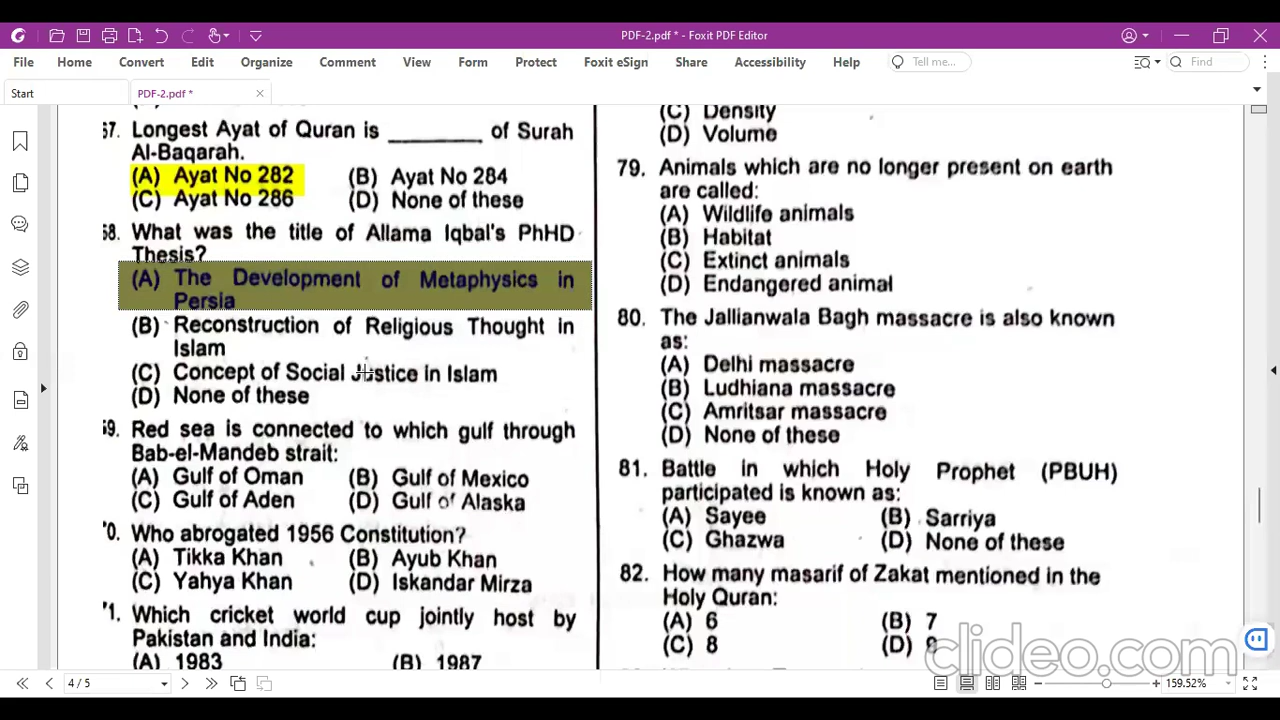 PDF-2.pdf * - Foxit PDF Editor
File Home Convert Edit Organize Comment View Form Protect Foxit eSign Share Accessibility Help Tell me... Find
Start PDF-2.pdf *
57. Longest Ayat of Quran is ________ of Surah
Al-Baqarah.
(A) Ayat No 282 (B) Ayat No 284
(C) Ayat No 286 (D) None of these
58. What was the title of Allama Iqbal's PhHD
Thesis?
(A) The Development of Metaphysics in
Persia
(B) Reconstruction of Religious Thought in
Islam
(C) Concept of Social Justice in Islam
(D) None of these
59. Red sea is connected to which gulf through
Bab-el-Mandeb strait:
(A) Gulf of Oman (B) Gulf of Mexico
(C) Gulf of Aden (D) Gulf of Alaska
70. Who abrogated 1956 Constitution?
(A) Tikka Khan (B) Ayub Khan
(C) Yahya Khan (D) Iskandar Mirza
71. Which cricket world cup jointly host by
Pakistan and India:
(A) 1983 (B) 1987
(C) Density
(D) Volume
79. Animals which are no longer present on earth
are called:
(A) Wildlife animals
(B) Habitat
(C) Extinct animals
(D) Endangered animal
80. The Jallianwala Bagh massacre is also known
as:
(A) Delhi massacre
(B) Ludhiana massacre
(C) Amritsar massacre
(D) None of these
81. Battle in which Holy Prophet (PBUH)
participated is known as:
(A) Sayee (B) Sarriya
(C) Ghazwa (D) None of these
82. How many masarif of Zakat mentioned in the
Holy Quran:
(A) 6 (B) 7
(C) 8 (D) 9
clideo.com
4 / 5 159.52%